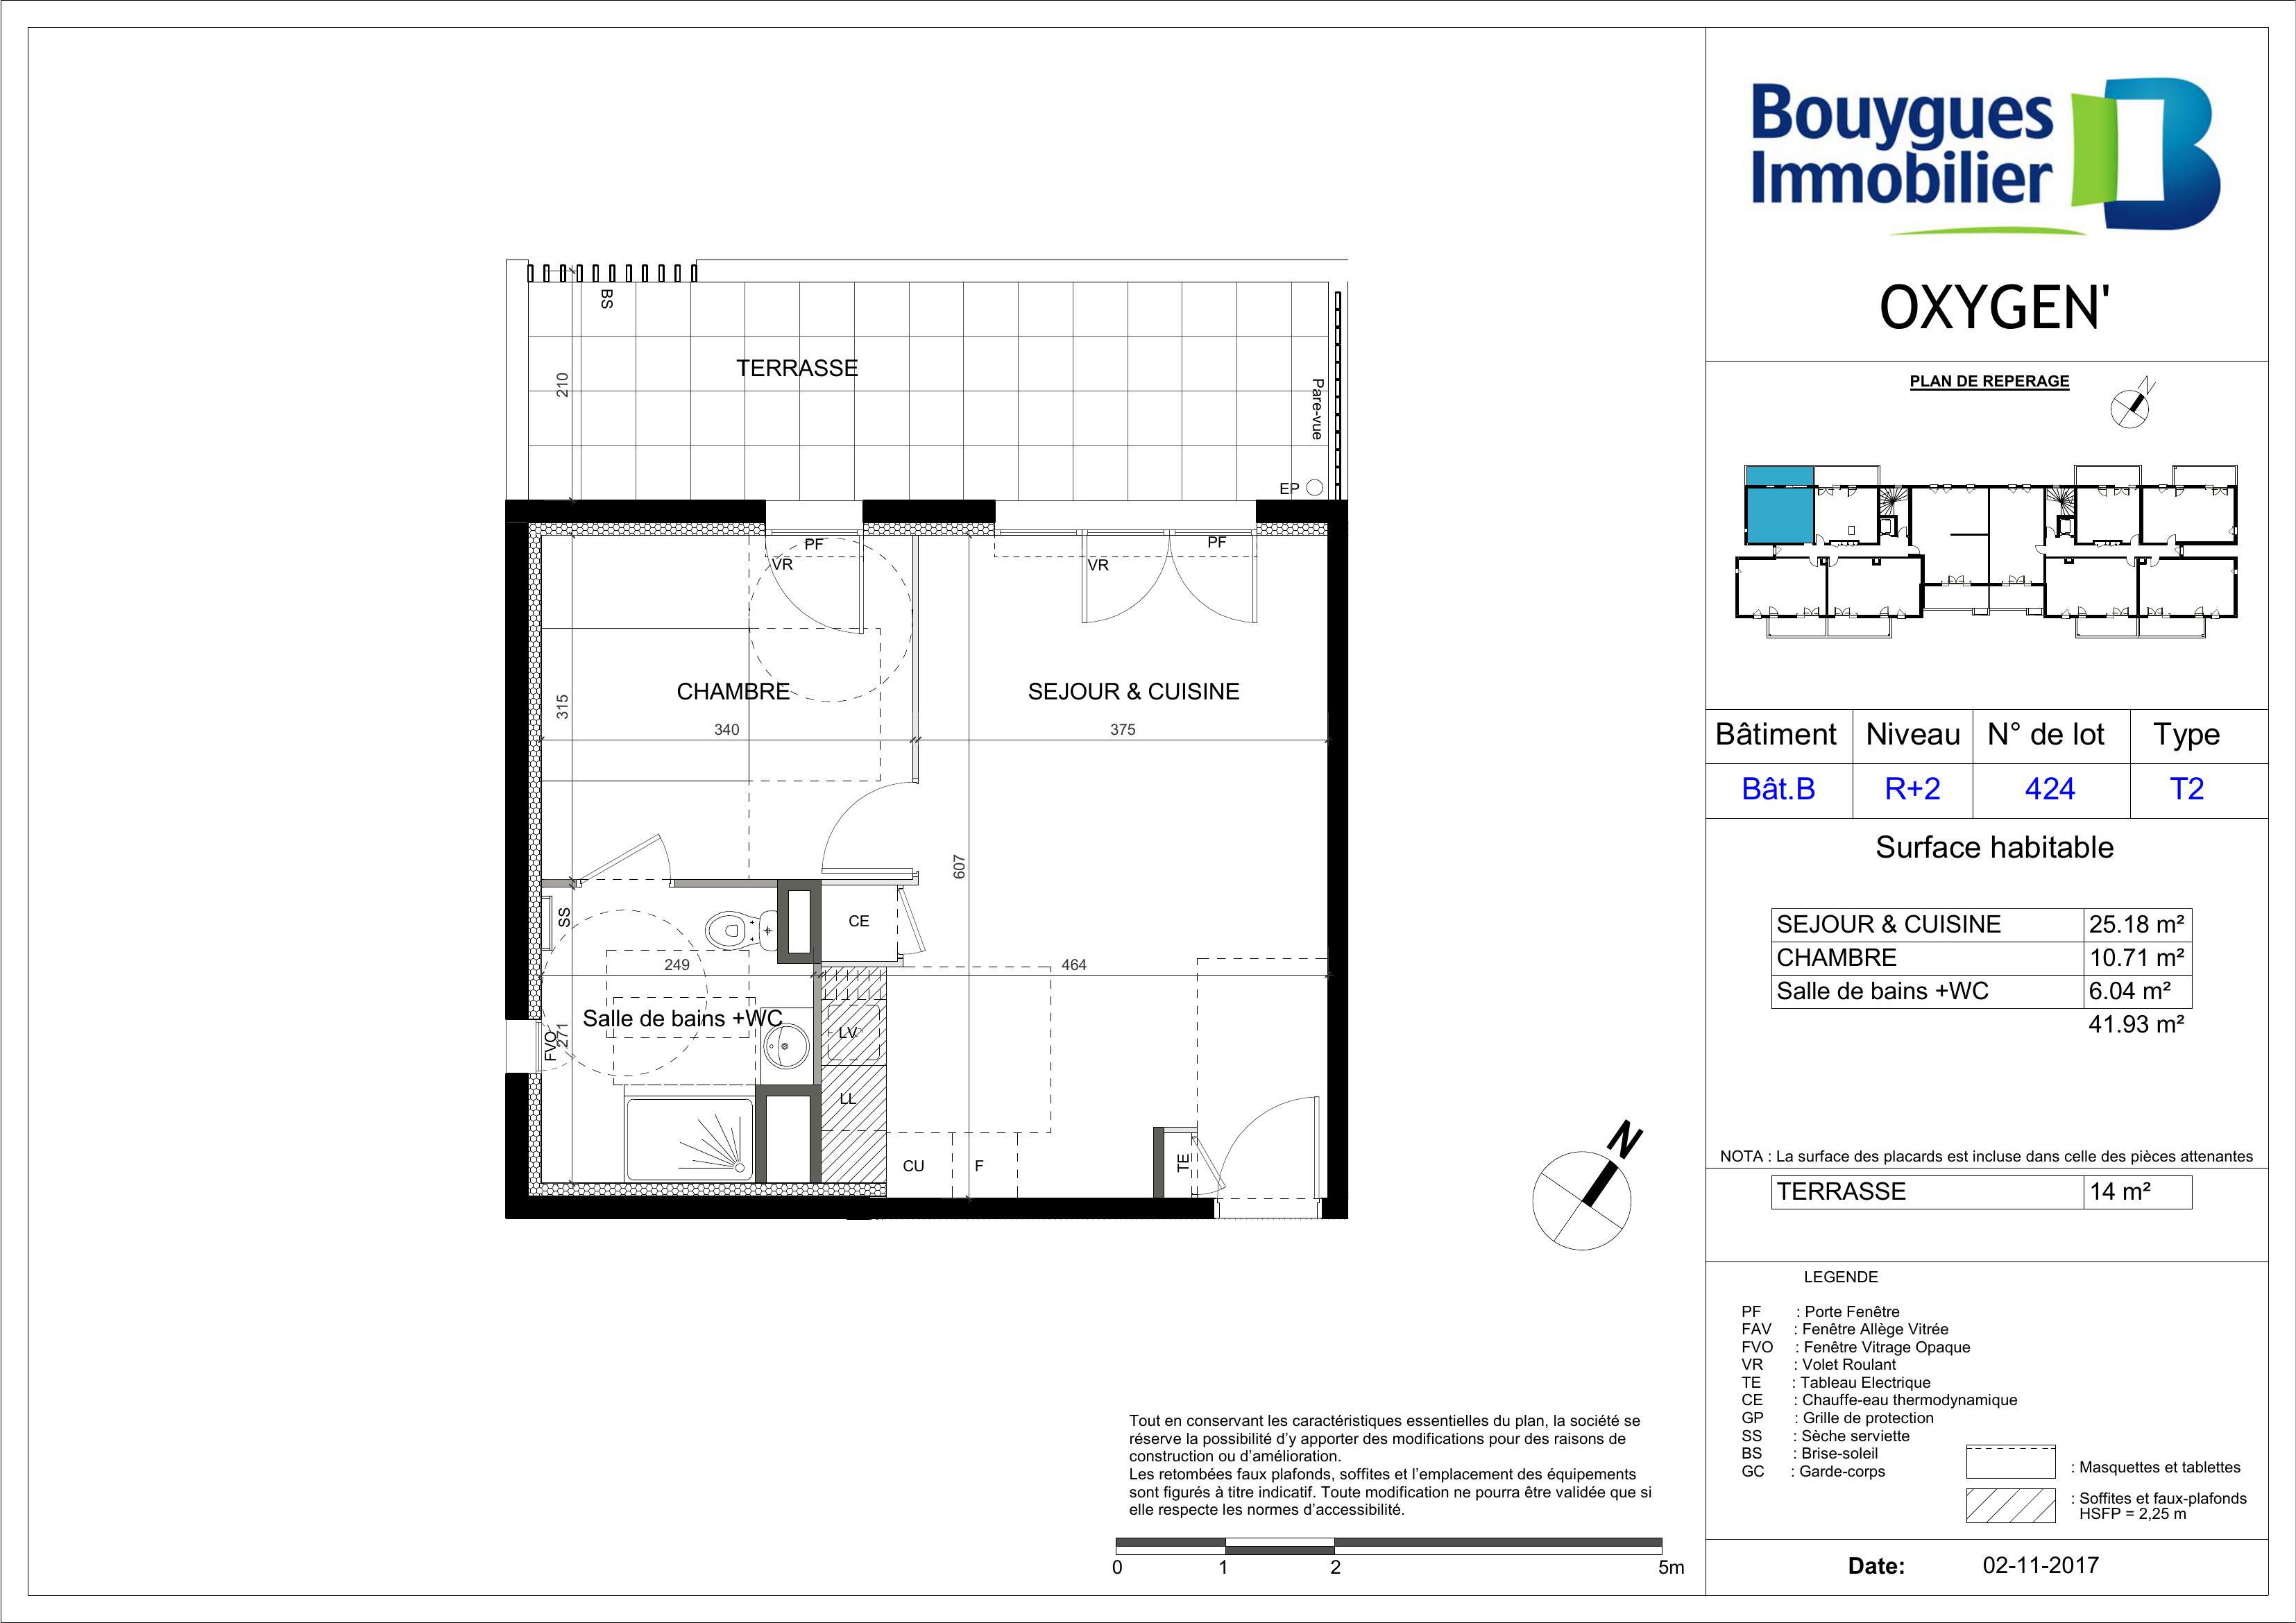 BS
TERRASSE
210
Pare-vue
EP
PF
VR
PF
VR
CHAMBRE
SEJOUR & CUISINE
315
340
375
607
SS
CE
249
464
Salle de bains +WC
FVO
271
LV
LL
CU
F
TE
N
Tout en conservant les caractéristiques essentielles du plan, la société se
réserve la possibilité d'y apporter des modifications pour des raisons de
construction ou d'amélioration.
Les retombées faux plafonds, soffites et l'emplacement des équipements
sont figurés à titre indicatif. Toute modification ne pourra être validée que si
elle respecte les normes d'accessibilité.
0 1 2 5m
Bouygues
Immobilier
OXYGEN'
PLAN DE REPERAGE
N
Bâtiment Niveau N° de lot Type
Bât.B R+2 424 T2
Surface habitable
SEJOUR & CUISINE 25.18 m²
CHAMBRE 10.71 m²
Salle de bains +WC 6.04 m²
41.93 m²
NOTA : La surface des placards est incluse dans celle des pièces attenantes
TERRASSE 14 m²
LEGENDE
PF : Porte Fenêtre
FAV : Fenêtre Allège Vitrée
FVO : Fenêtre Vitrage Opaque
VR : Volet Roulant
TE : Tableau Electrique
CE : Chauffe-eau thermodynamique
GP : Grille de protection
SS : Sèche serviette
BS : Brise-soleil
GC : Garde-corps
: Masquettes et tablettes
: Soffites et faux-plafonds
HSFP = 2,25 m
Date: 02-11-2017